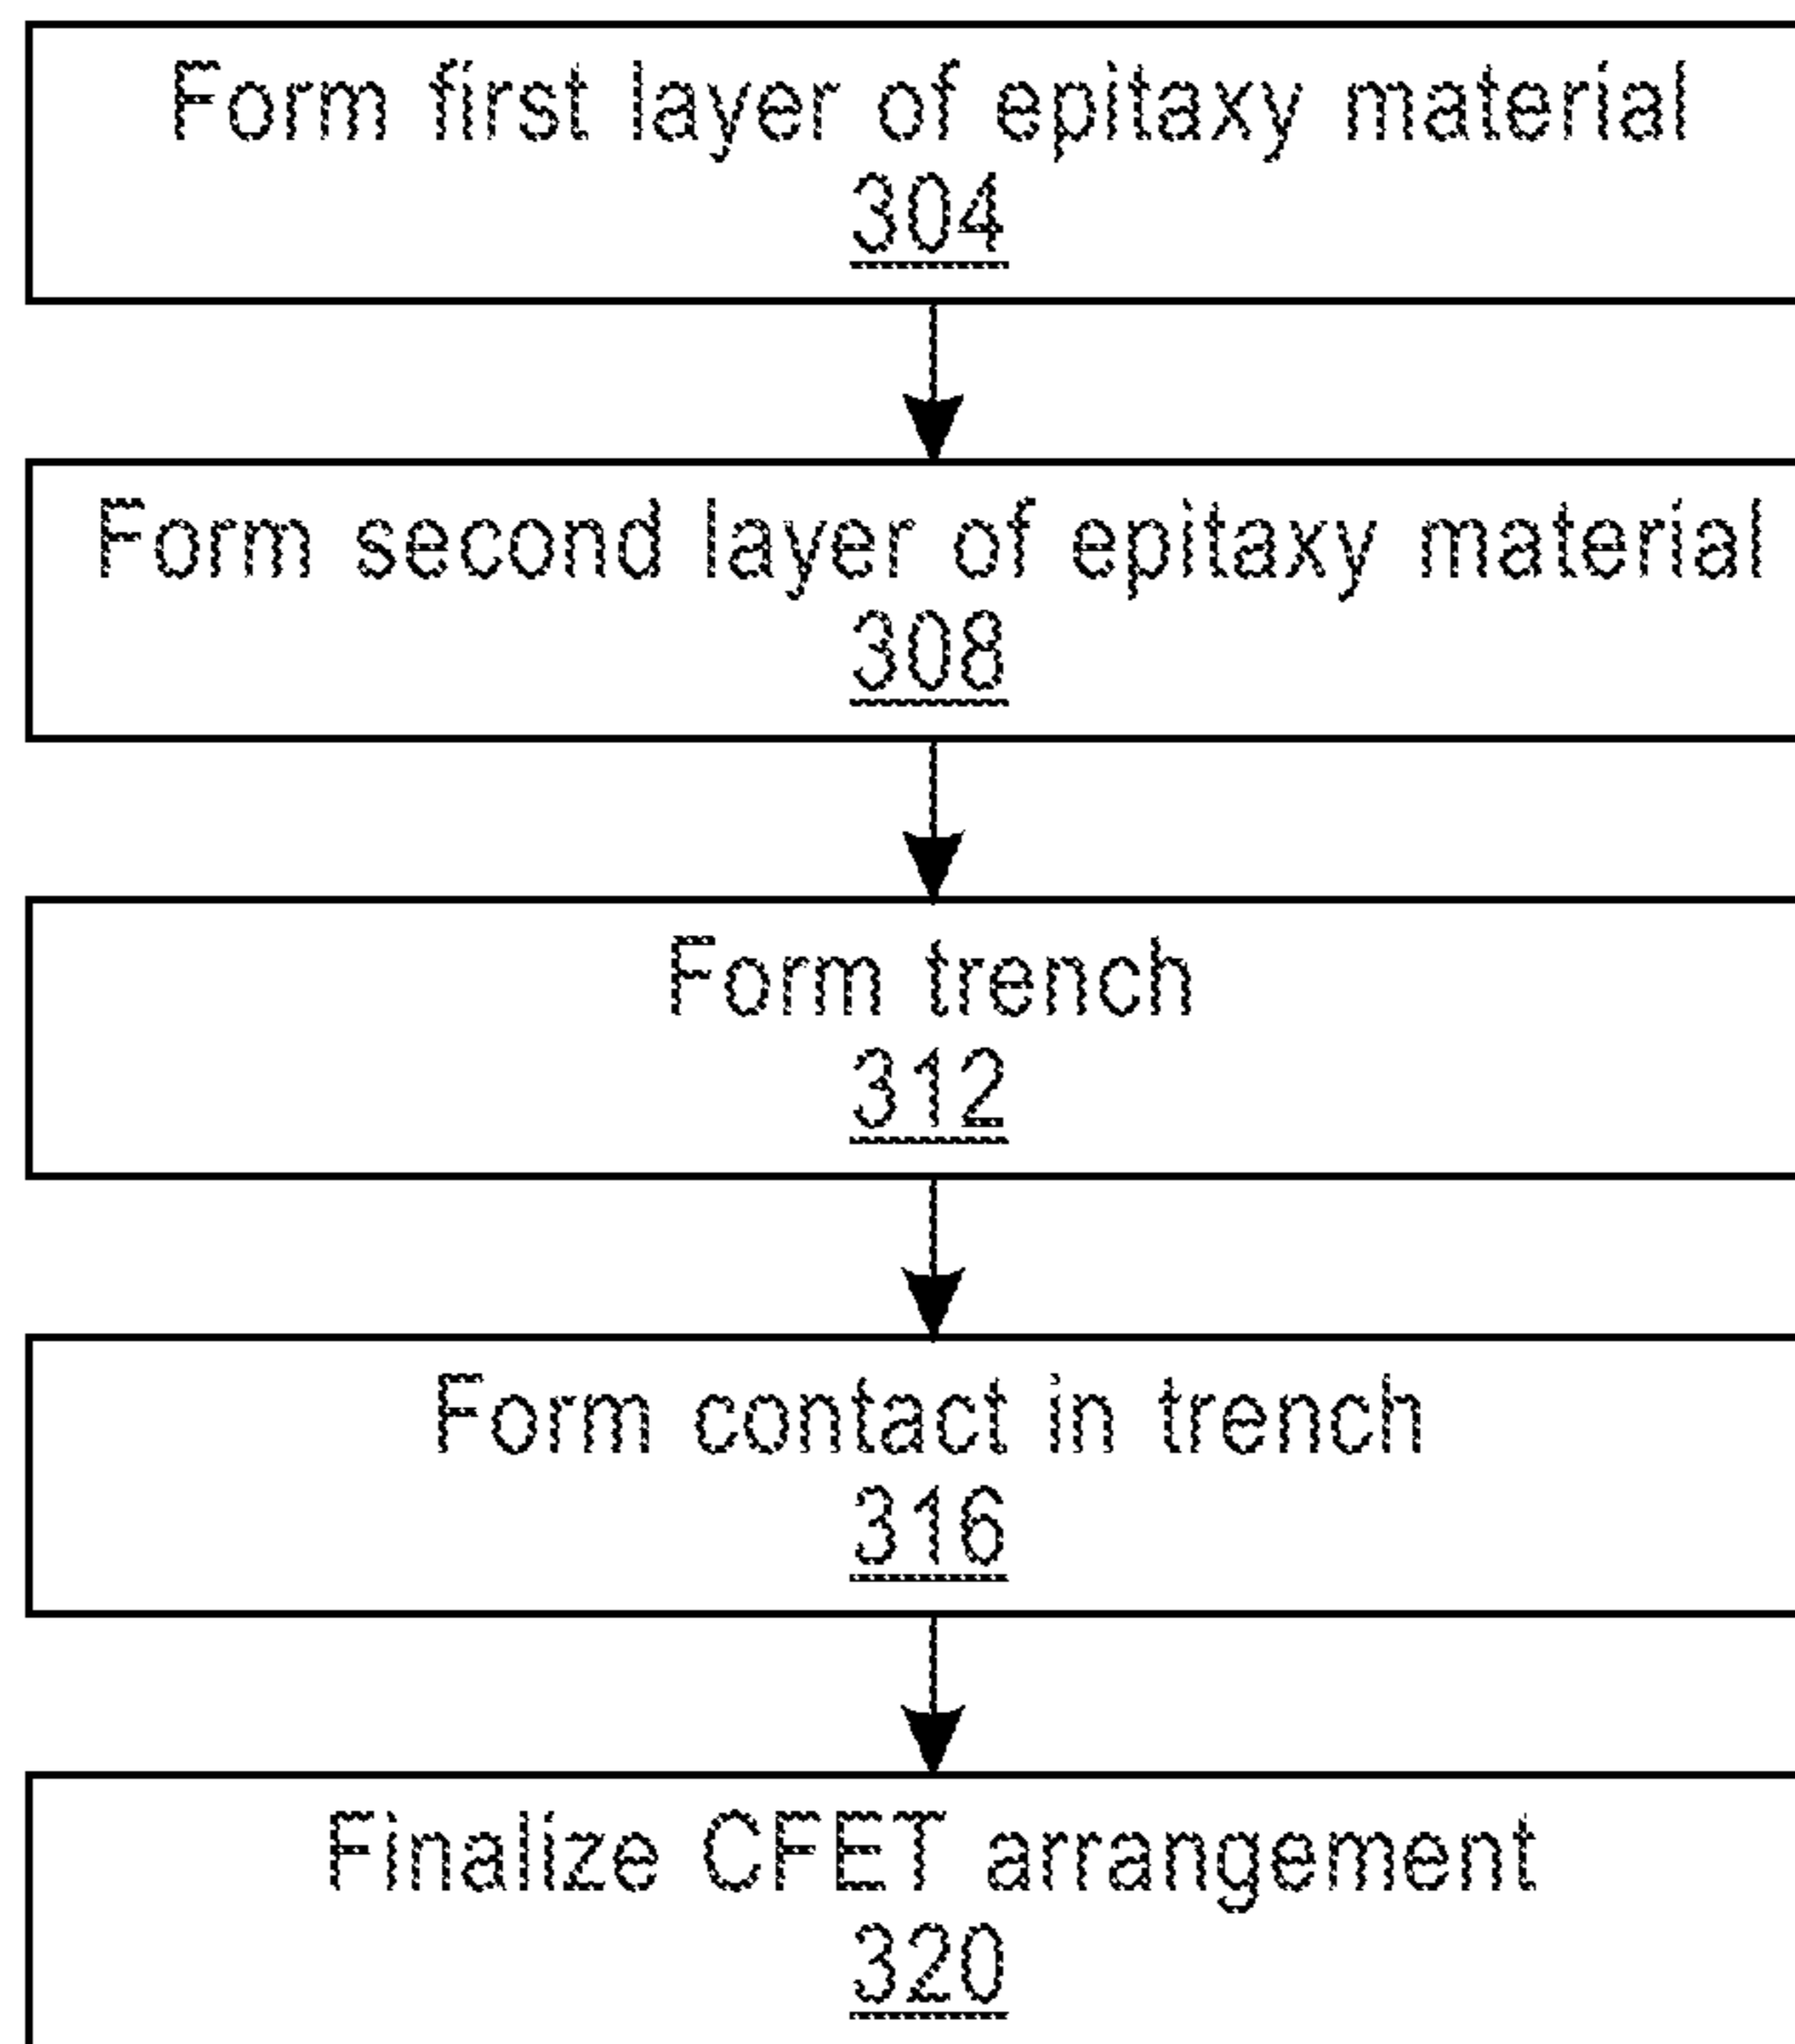 Form first layer of epitaxy material
304
Form second layer of epitaxy material
308
Form trench
312
Form contact in trench
316
Finalize CFET arrangement
320